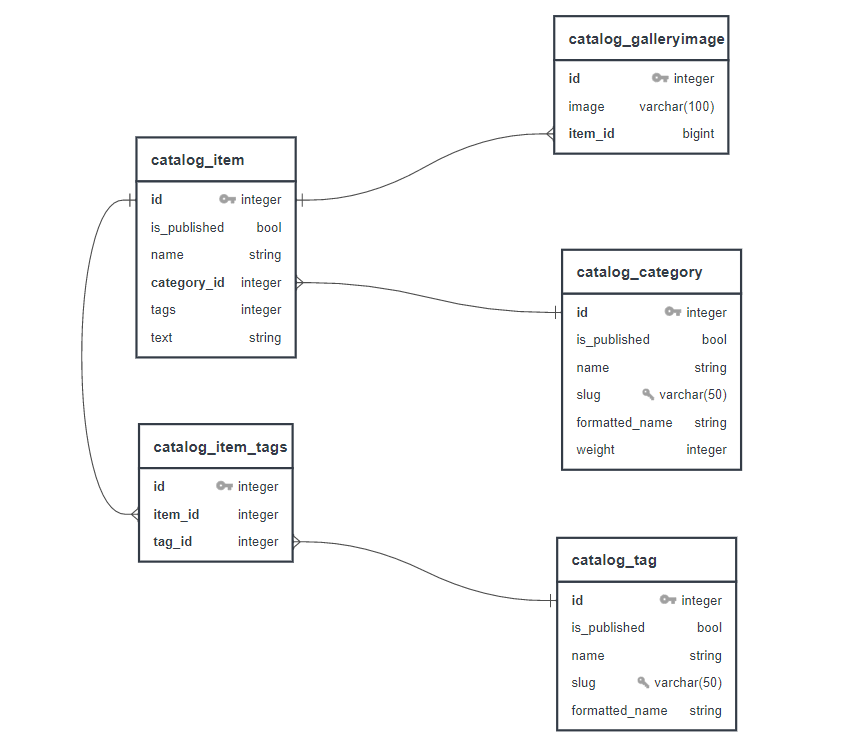 catalog_galleryimage
id integer
image varchar(100)
item_id bigint
catalog_item
id integer
is_published bool
name string
category_id integer
tags integer
text string
catalog_category
id integer
is_published bool
name string
slug varchar(50)
formatted_name string
weight integer
catalog_item_tags
id integer
item_id integer
tag_id integer
catalog_tag
id integer
is_published bool
name string
slug varchar(50)
formatted_name string